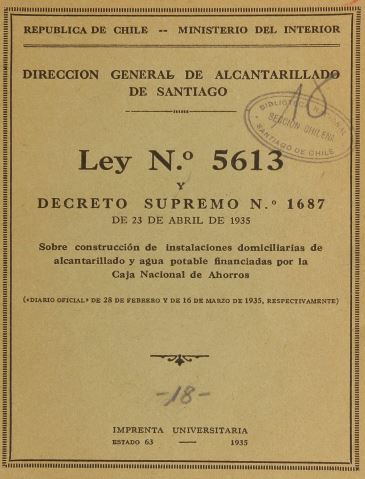 REPUBLICA DE CHILE -- MINISTERIO DEL INTERIOR
DIRECCION GENERAL DE ALCANTARILLADO
DE SANTIAGO
18
BIBLIOTECA NACIONAL
SECCIÓN CHILENA
SANTIAGO DE CHILE
Ley N.º 5613
Y
DECRETO SUPREMO N.º 1687
DE 23 DE ABRIL DE 1935
Sobre construcción de instalaciones domiciliarias de
alcantarillado y agua potable financiadas por la
Caja Nacional de Ahorros
(«DIARIO OFICIAL» DE 28 DE FEBRERO Y DE 16 DE MARZO DE 1935, RESPECTIVAMENTE)
-18-
IMPRENTA UNIVERSITARIA
ESTADO 63 — 1935